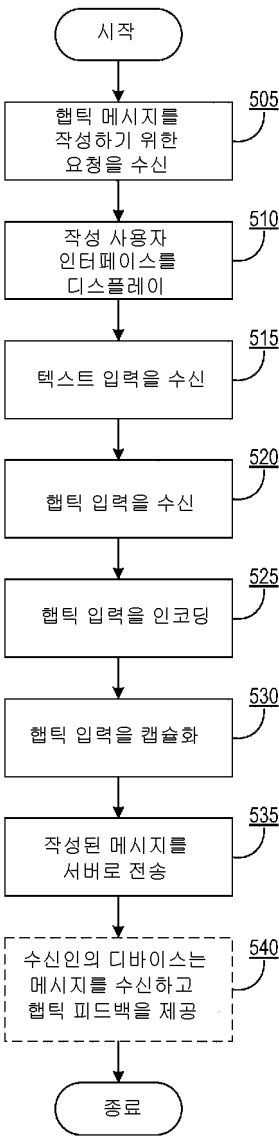 시작
햅틱 메시지를
작성하기 위한
요청을 수신
505
작성 사용자
인터페이스를
디스플레이
510
텍스트 입력을 수신
515
햅틱 입력을 수신
520
햅틱 입력을 인코딩
525
햅틱 입력을 캡슐화
530
작성된 메시지를
서버로 전송
535
수신인의 디바이스는
메시지를 수신하고
햅틱 피드백을 제공
540
종료